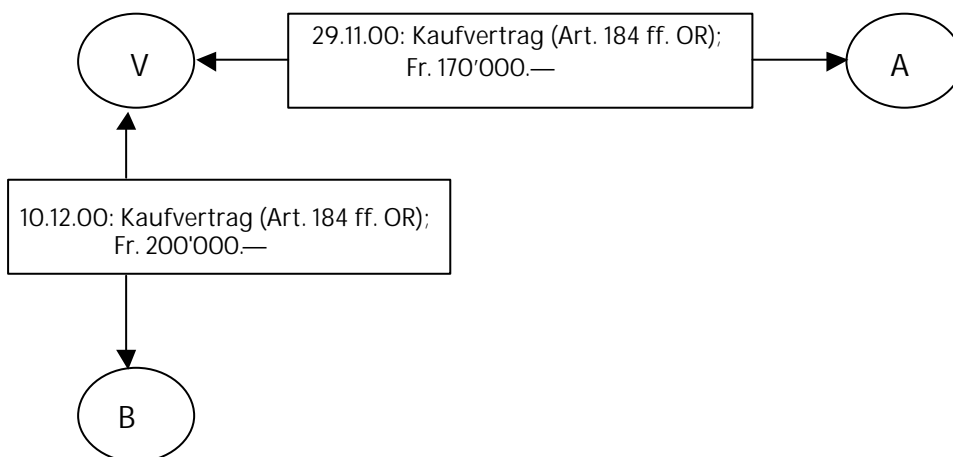 29.11.00: Kaufvertrag (Art. 184 ff. OR);
Fr. 170'000.—
V
A
10.12.00: Kaufvertrag (Art. 184 ff. OR);
Fr. 200'000.—
B